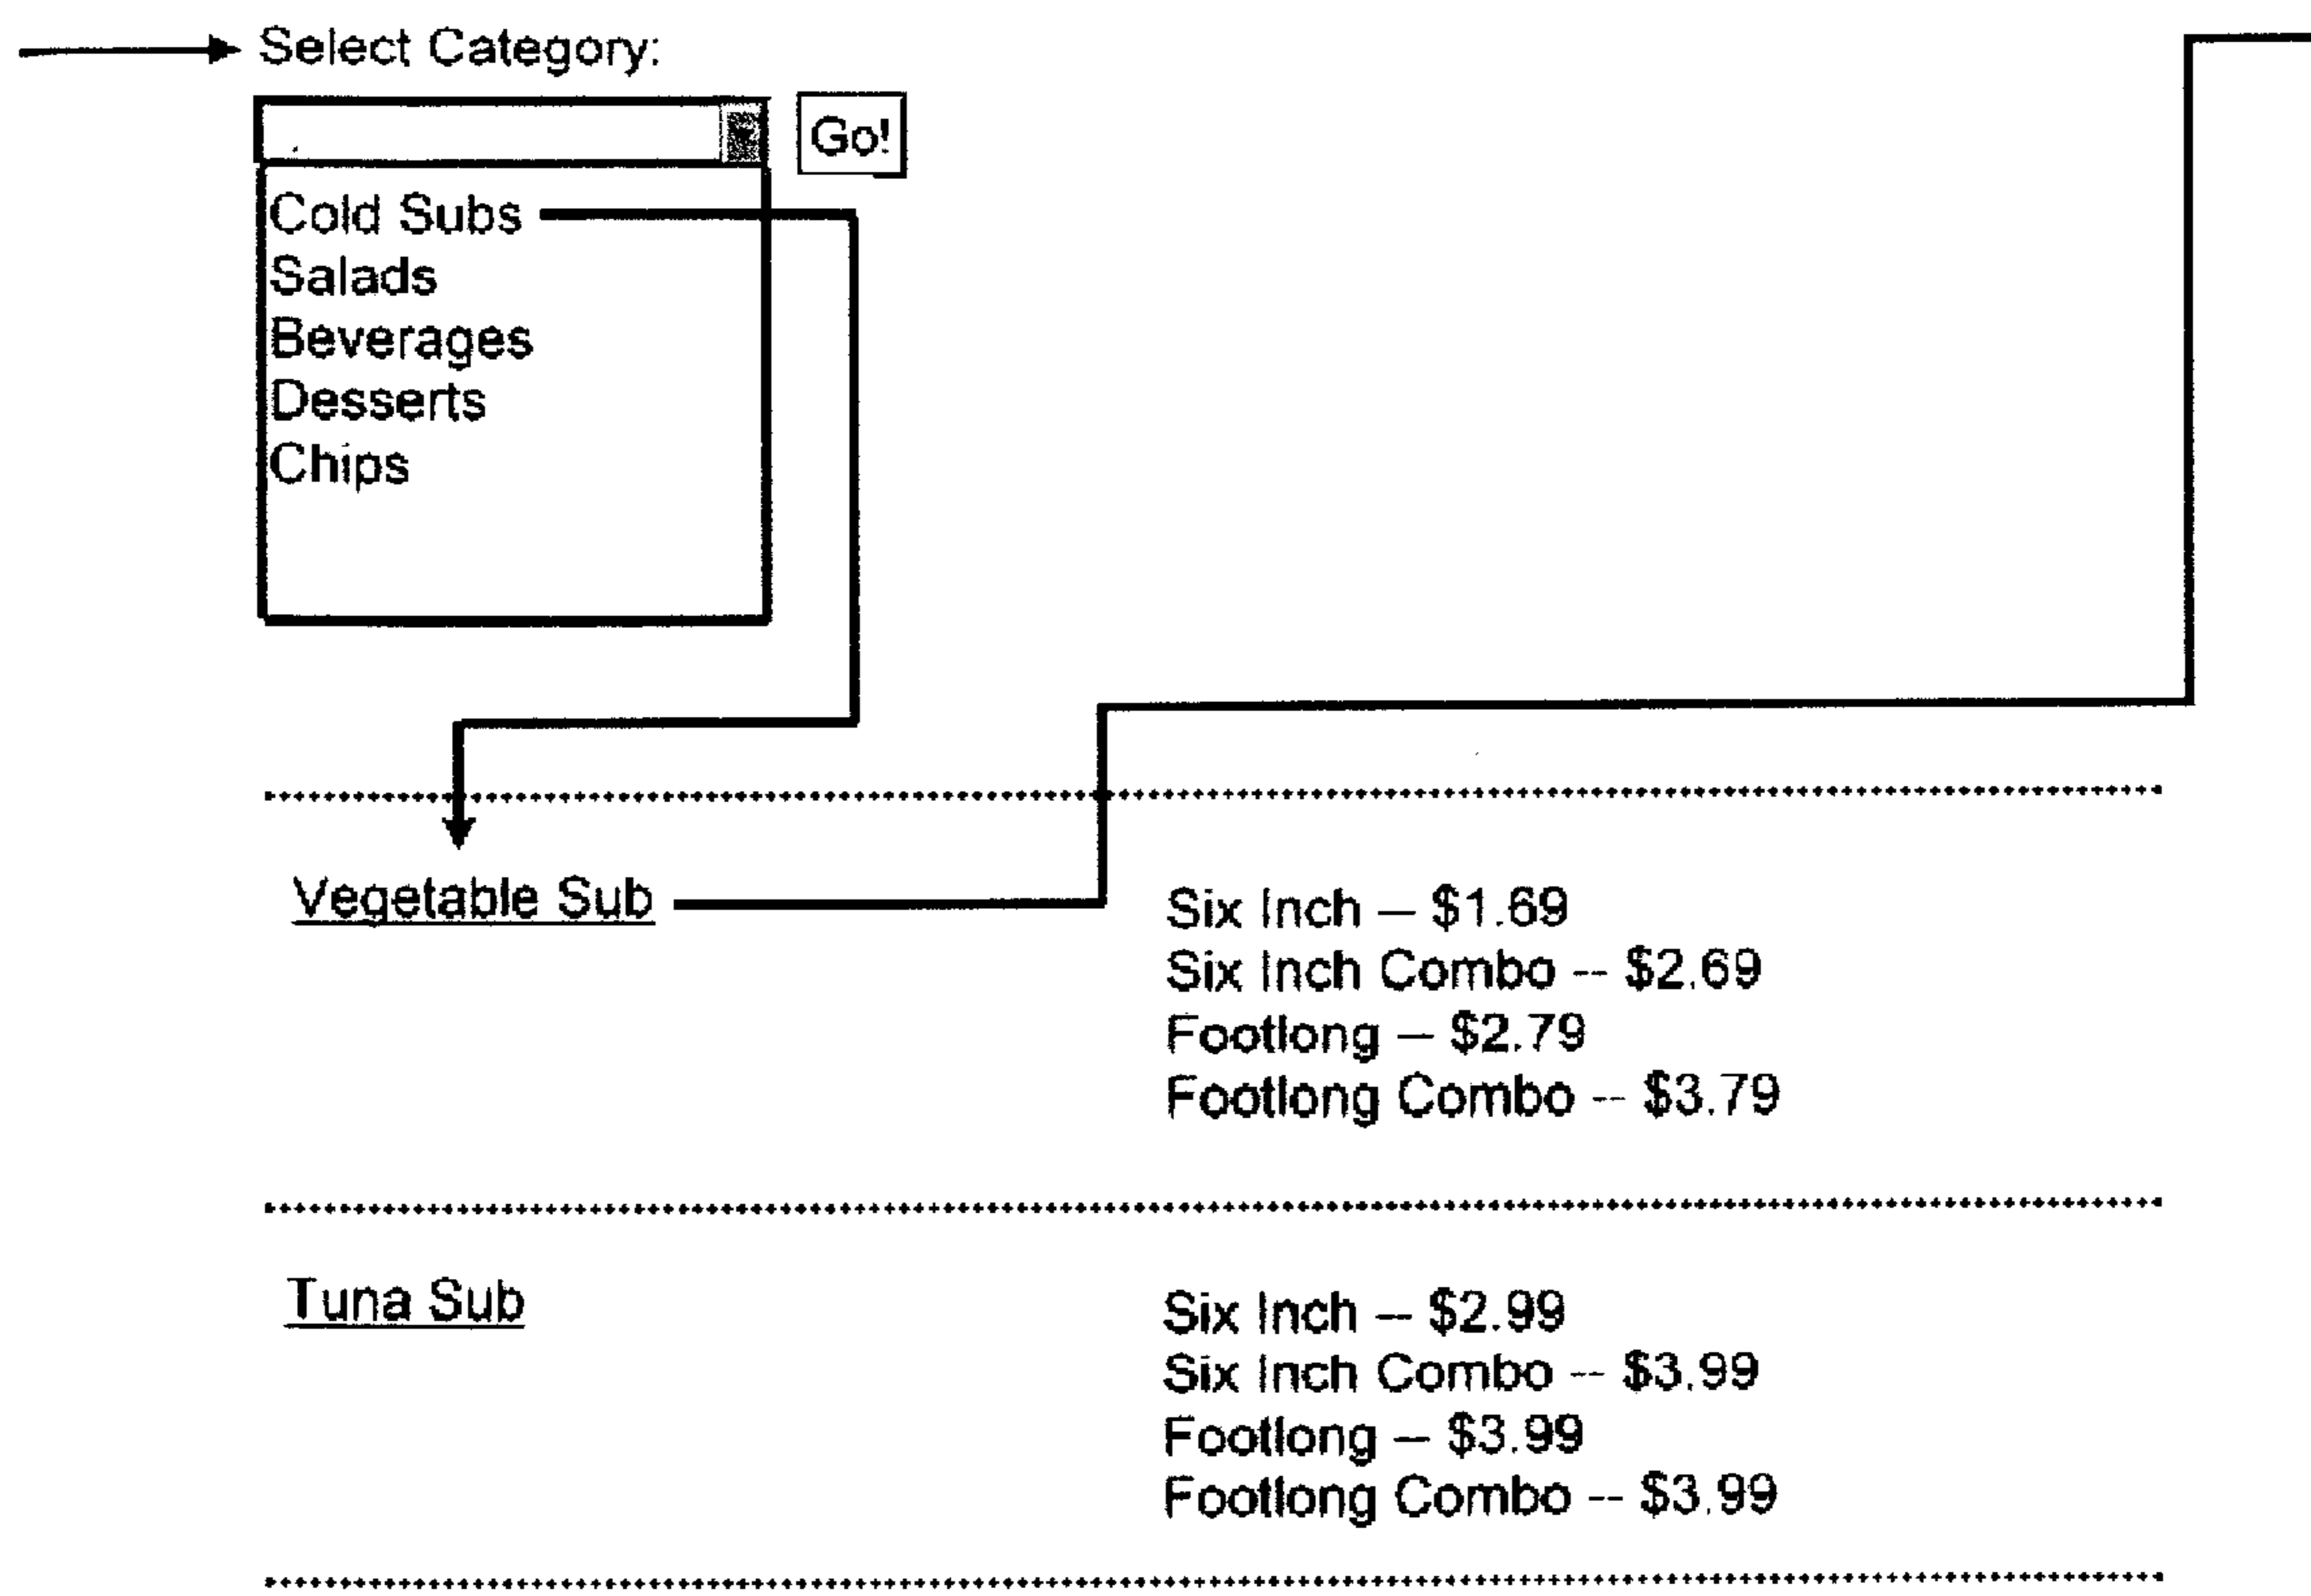 Select Category:
Go!
Cold Subs
Salads
Beverages
Desserts
Chips
Vegetable Sub
Six Inch – $1.69
Six Inch Combo -- $2.69
Footlong – $2.79
Footlong Combo -- $3.79
Tuna Sub
Six Inch – $2.99
Six Inch Combo -- $3.99
Footlong – $3.99
Footlong Combo -- $3.99